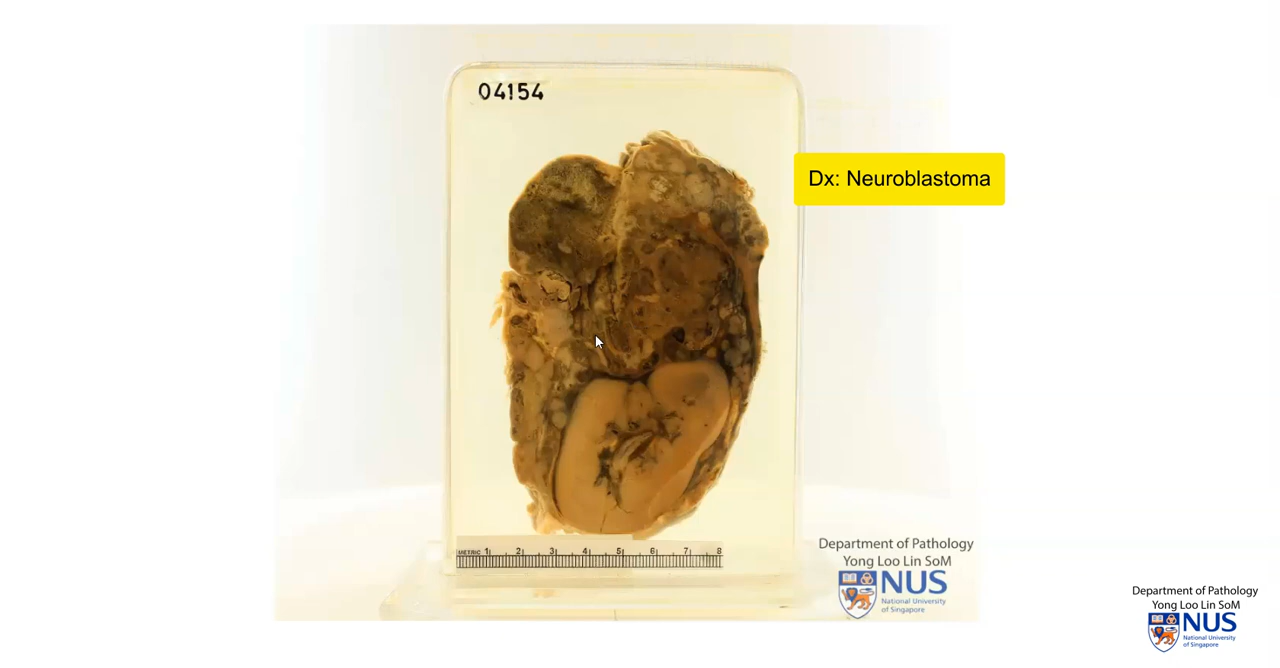 04154
Dx: Neuroblastoma
METRIC 1 2 3 4 5 6 7 8
Department of Pathology
Yong Loo Lin SoM
NUS
National University
of Singapore
Department of Pathology
Yong Loo Lin SoM
NUS
National University
of Singapore